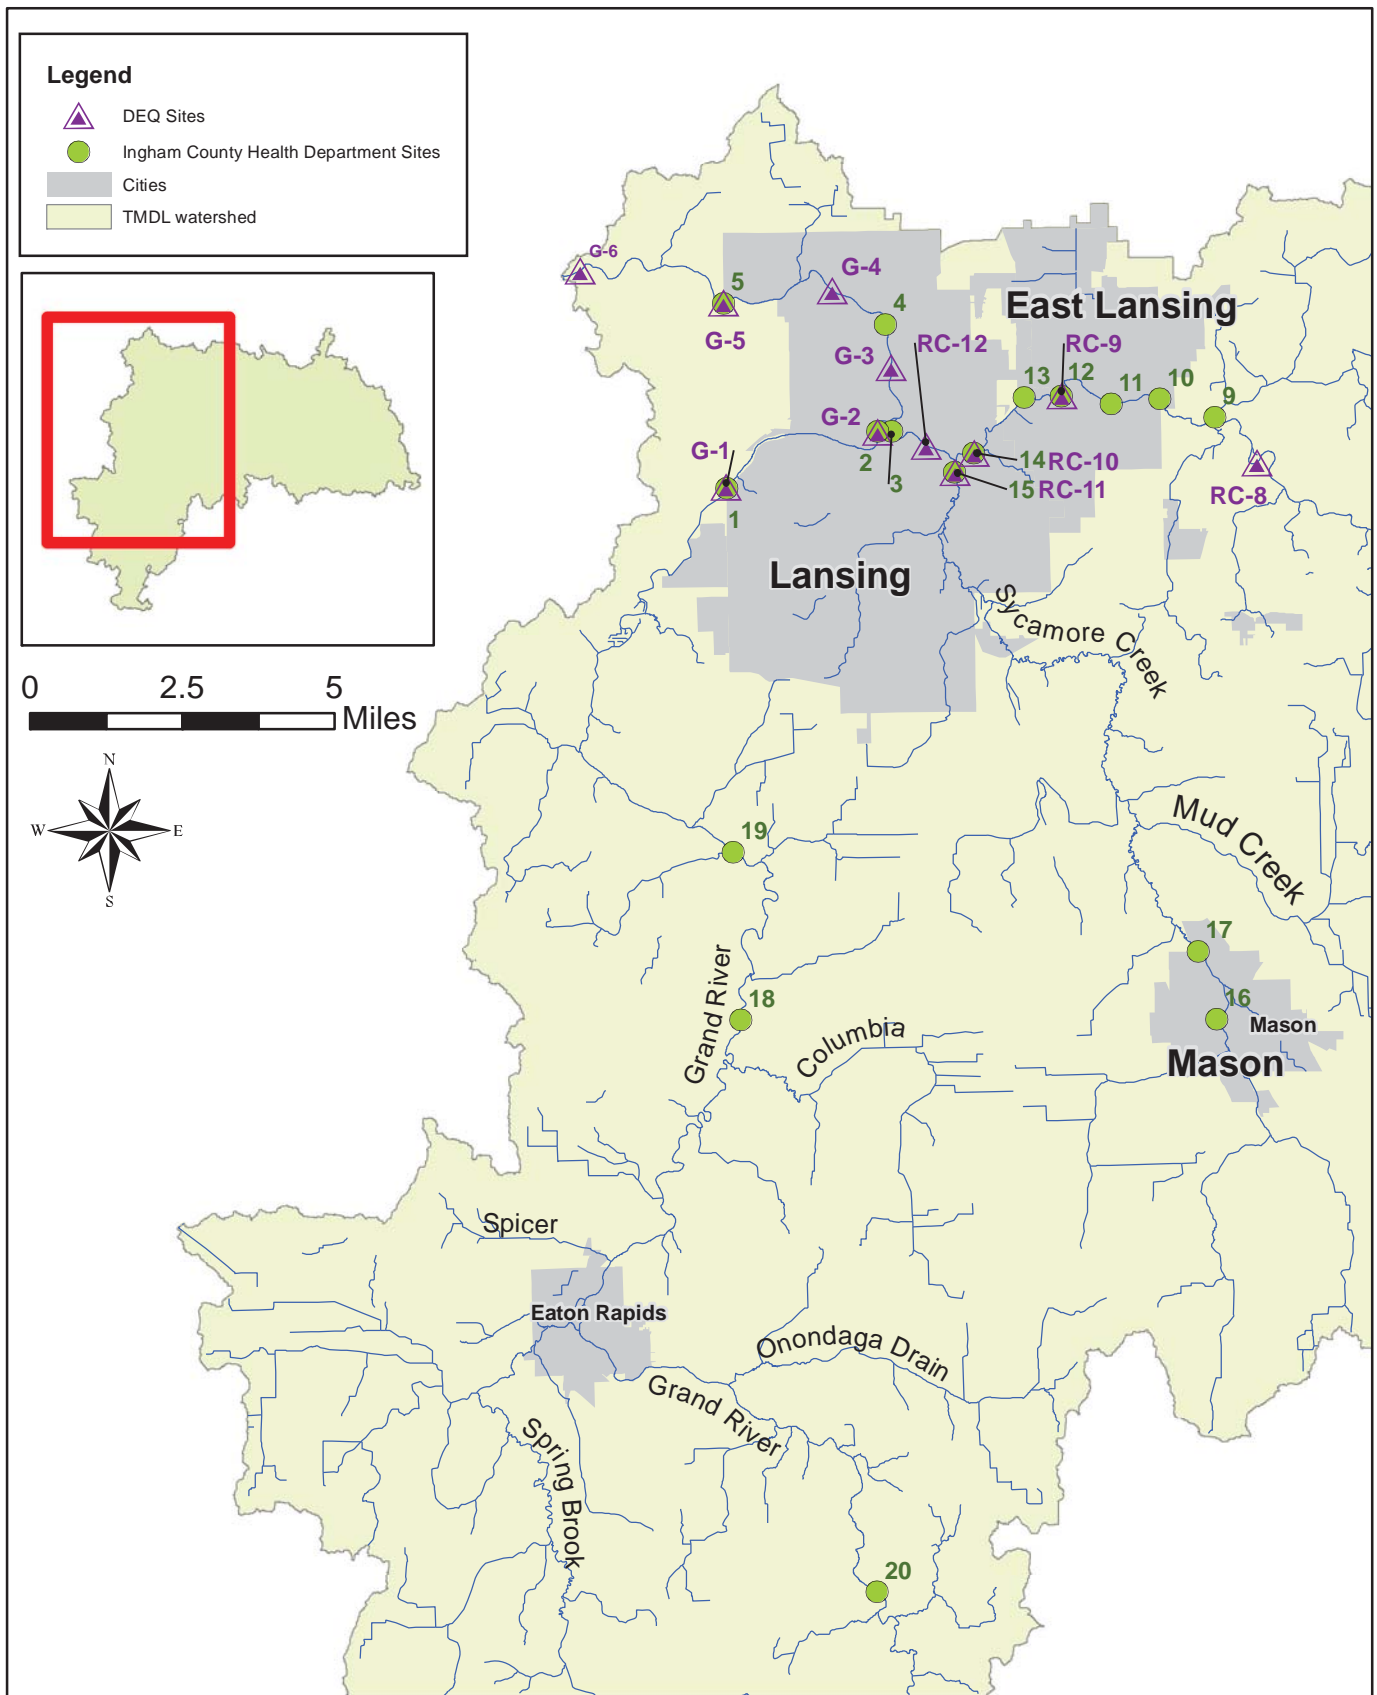 Legend
DEQ Sites
Ingham County Health Department Sites
Cities
TMDL watershed
G-6
5
G-5
G-4
4
G-3
RC-12
East Lansing
RC-9
13
12
11
10
9
G-2
2
3
G-1
1
14 RC-10
15 RC-11
RC-8
Lansing
Sycamore Creek
0 2.5 5 Miles
N
W E
S
Mud Creek
19
17
18
Grand River
Columbia
16
Mason
Mason
Spicer
Eaton Rapids
Onondaga Drain
Grand River
Spring Brook
20